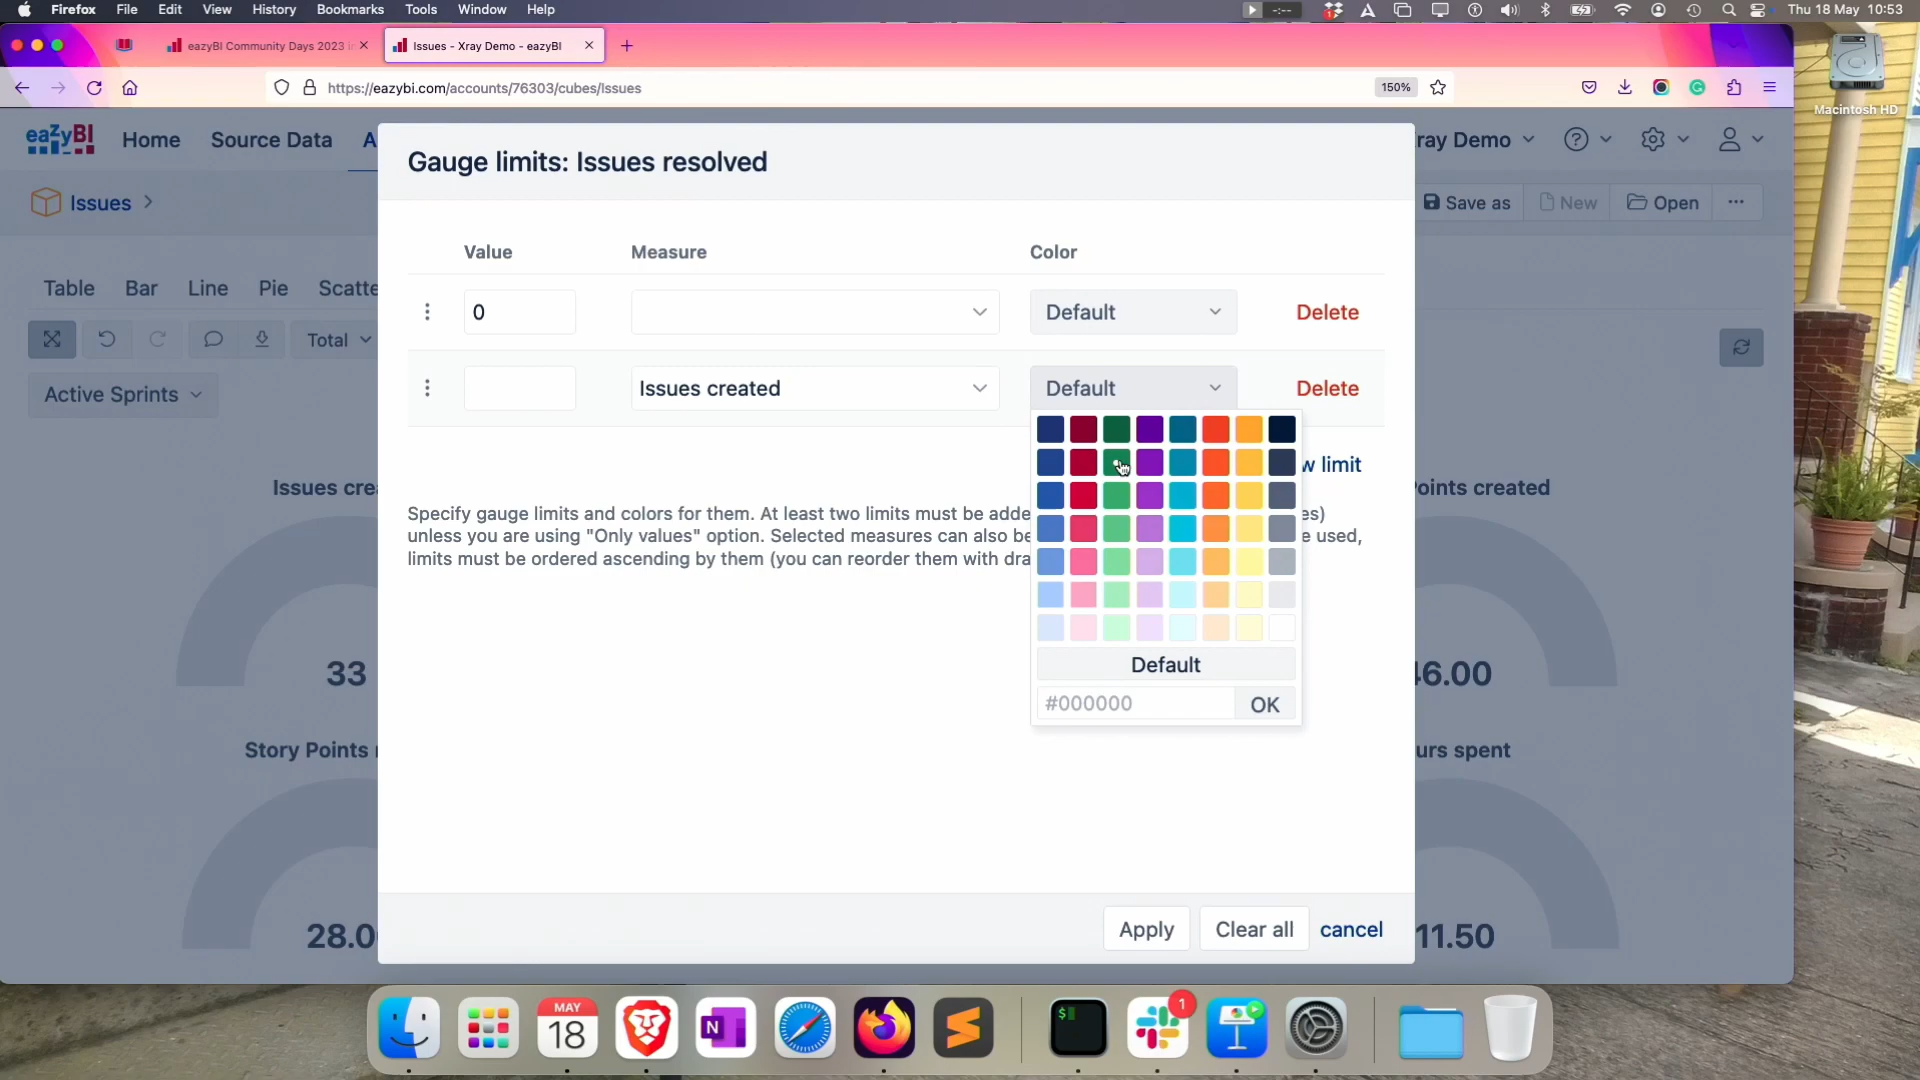 Firefox File Edit View History Bookmarks Tools Window Help
-:-- 1 Thu 18 May 10:53
eazyBI Community Days 2023 Issues - Xray Demo - eazyBI
https://eazybi.com/accounts/76303/cubes/Issues 150%
Macintosh HD
eazyBI Home Source Data A ray Demo
Issues Save as New Open
Gauge limits: Issues resolved
Table Bar Line Pie Scatte
Total
Active Sprints
Value Measure Color
0 Default Delete
Issues created Default Delete
w limit
Specify gauge limits and colors for them. At least two limits must be adde es)
unless you are using "Only values" option. Selected measures can also be e used,
limits must be ordered ascending by them (you can reorder them with dra
Default
#000000 OK
Issues cre oints created
33 46.00
Story Points urs spent
28.0 11.50
Apply Clear all cancel
MAY
18
N
$
1